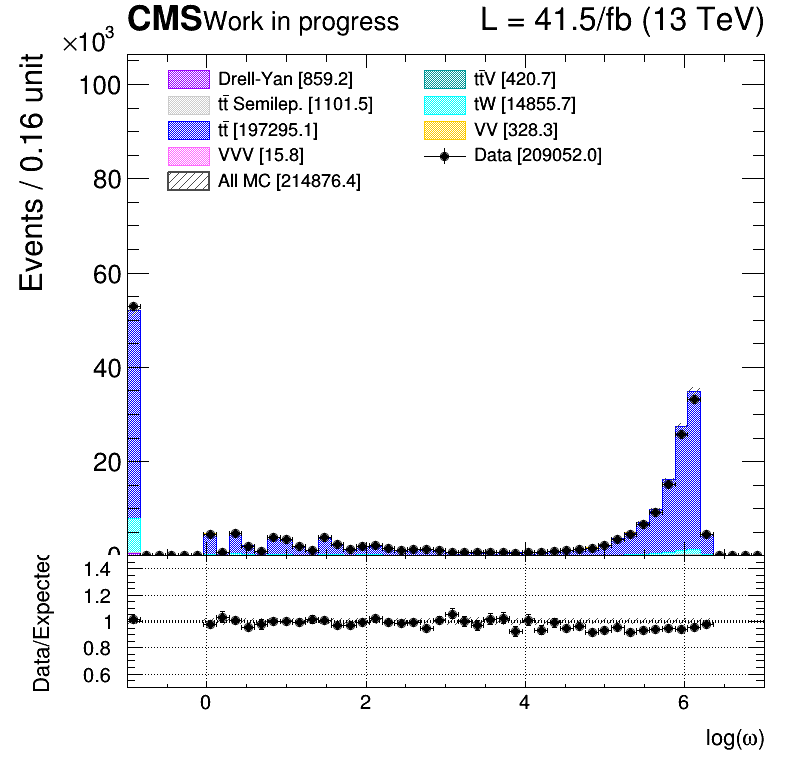 CMS Work in progress L = 41.5/fb (13 TeV)
×10³
Events / 0.16 unit
100
80
60
40
20
0
Drell-Yan [859.2]
tt̄ Semilep. [1101.5]
tt̄ [197295.1]
VVV [15.8]
All MC [214876.4]
tt̄V [420.7]
tW [14855.7]
VV [328.3]
Data [209052.0]
Data/Expected
1.4
1.2
1
0.8
0.6
0 2 4 6
log(ω)